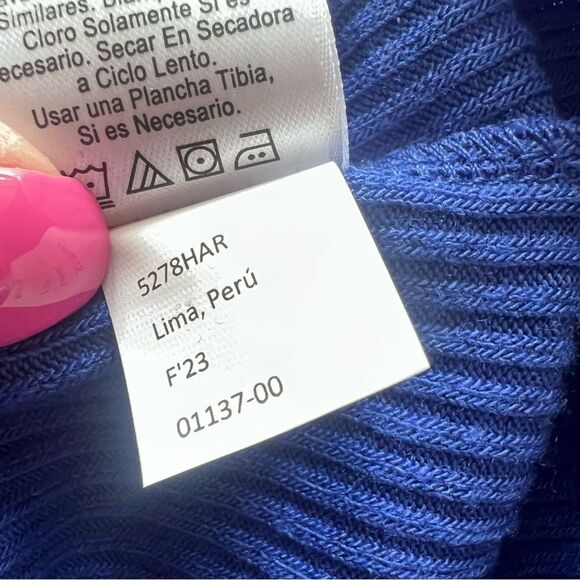 Similares.
Cloro Solamente Si es
Secar En Secadora
a Ciclo Lento.
Usar una Plancha Tibia,
Si es Necesario.
5278HAR
Lima, Perú
F'23
01137-00